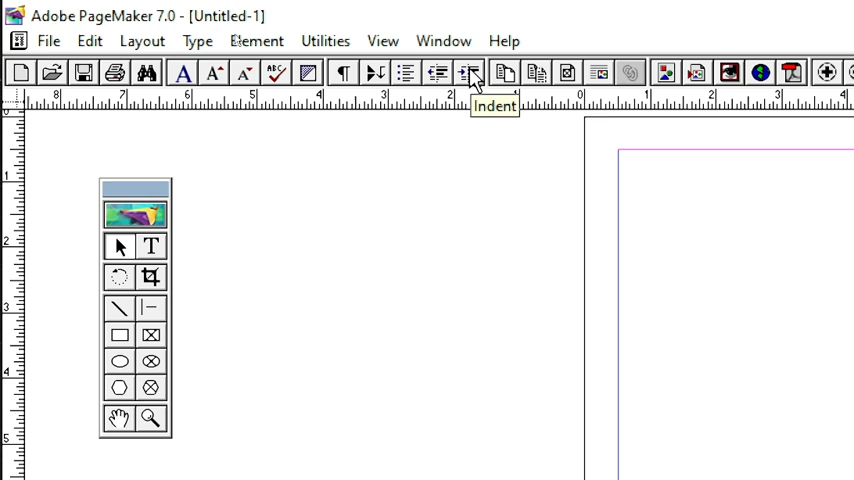 Adobe PageMaker 7.0 - [Untitled-1]
File Edit Layout Type Element Utilities View Window Help
8 7 6 5 4 3 2 1 0 1 2 3 4
Indent
0
1
2
T
3
4
5